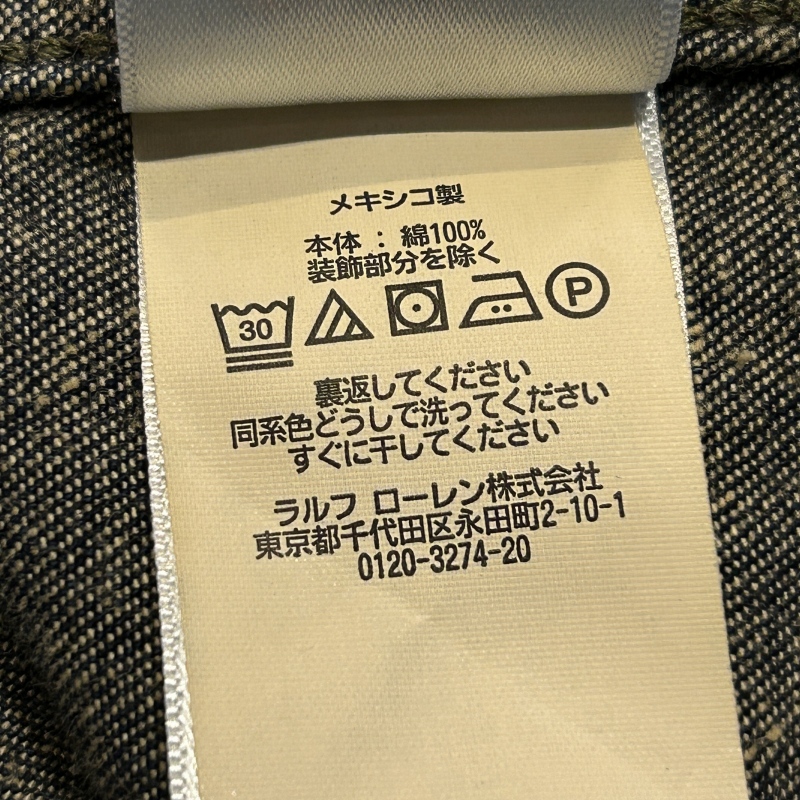 メキシコ製
本体 : 綿100%
装飾部分を除く
30 P
裏返してください
同系色どうしで洗ってください
すぐに干してください
ラルフ ローレン株式会社
東京都千代田区永田町2-10-1
0120-3274-20